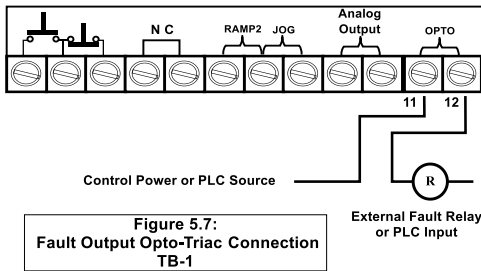 N C
RAMP2
JOG
Analog
Output
OPTO
11
12
Control Power or PLC Source
R
External Fault Relay
or PLC Input
Figure 5.7:
Fault Output Opto-Triac Connection
TB-1